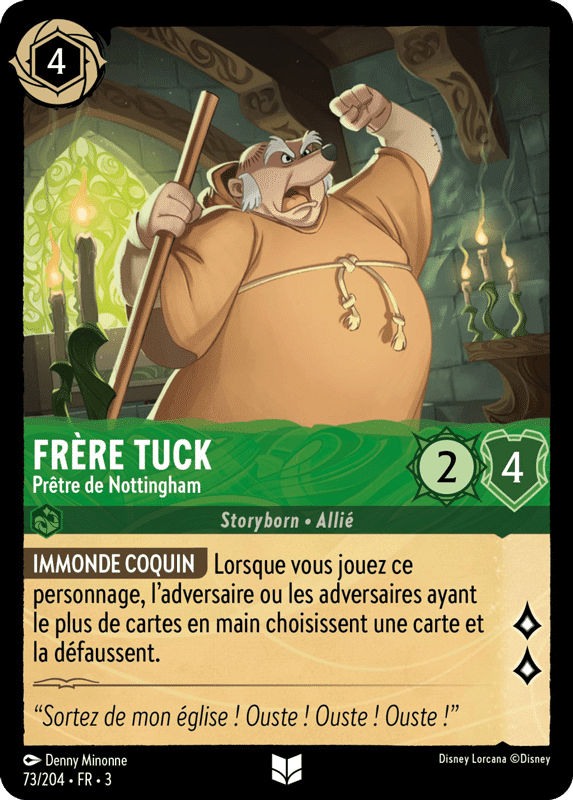 4
FRÈRE TUCK
Prêtre de Nottingham
2
4
Storyborn • Allié
IMMONDE COQUIN Lorsque vous jouez ce
personnage, l’adversaire ou les adversaires ayant
le plus de cartes en main choisissent une carte et
la défaussent.
“Sortez de mon église ! Ouste ! Ouste ! Ouste !”
Denny Minonne
Disney Lorcana ©Disney
73/204 • FR • 3